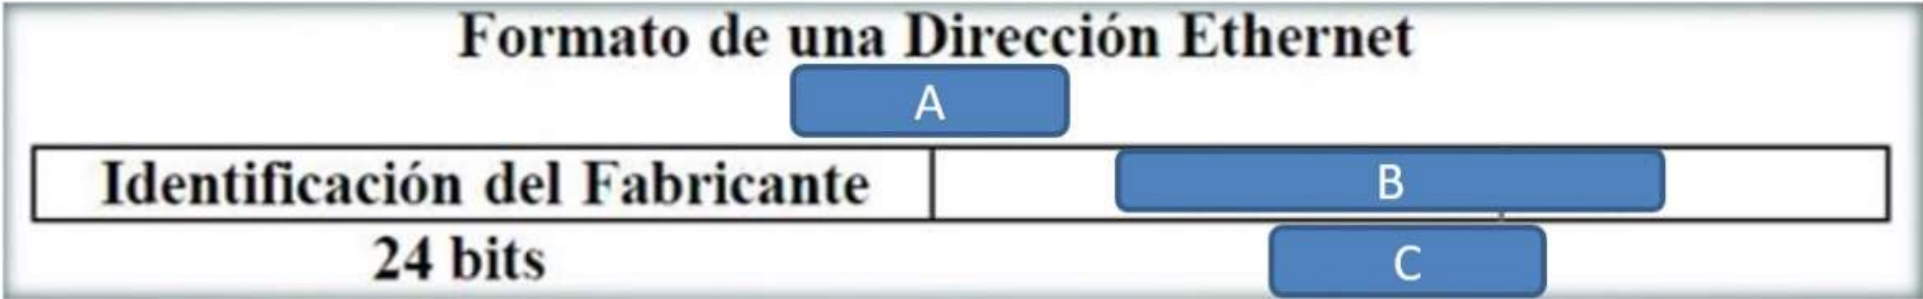 Formato de una Dirección Ethernet
A
Identificación del Fabricante B
24 bits C